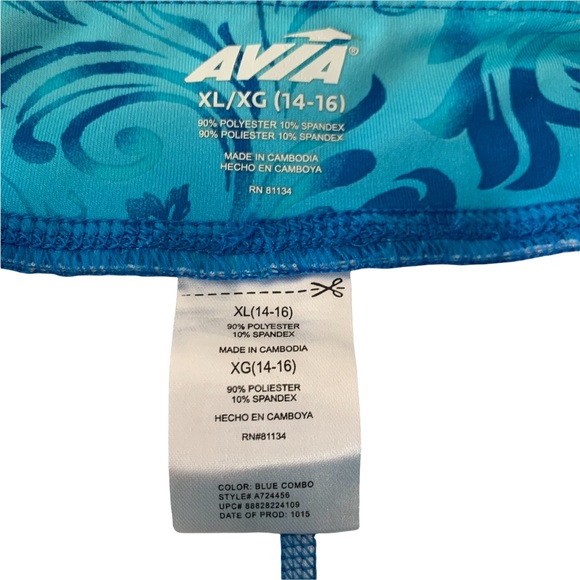 AVIA®
XL/XG (14-16)
90% POLYESTER 10% SPANDEX
90% POLIESTER 10% SPANDEX
MADE IN CAMBODIA
HECHO EN CAMBOYA
RN 81134
XL(14-16)
90% POLYESTER
10% SPANDEX
MADE IN CAMBODIA
XG(14-16)
90% POLIESTER
10% SPANDEX
HECHO EN CAMBOYA
RN#81134
COLOR: BLUE COMBO
STYLE# A724456
UPC# 88828224109
DATE OF PROD: 1015